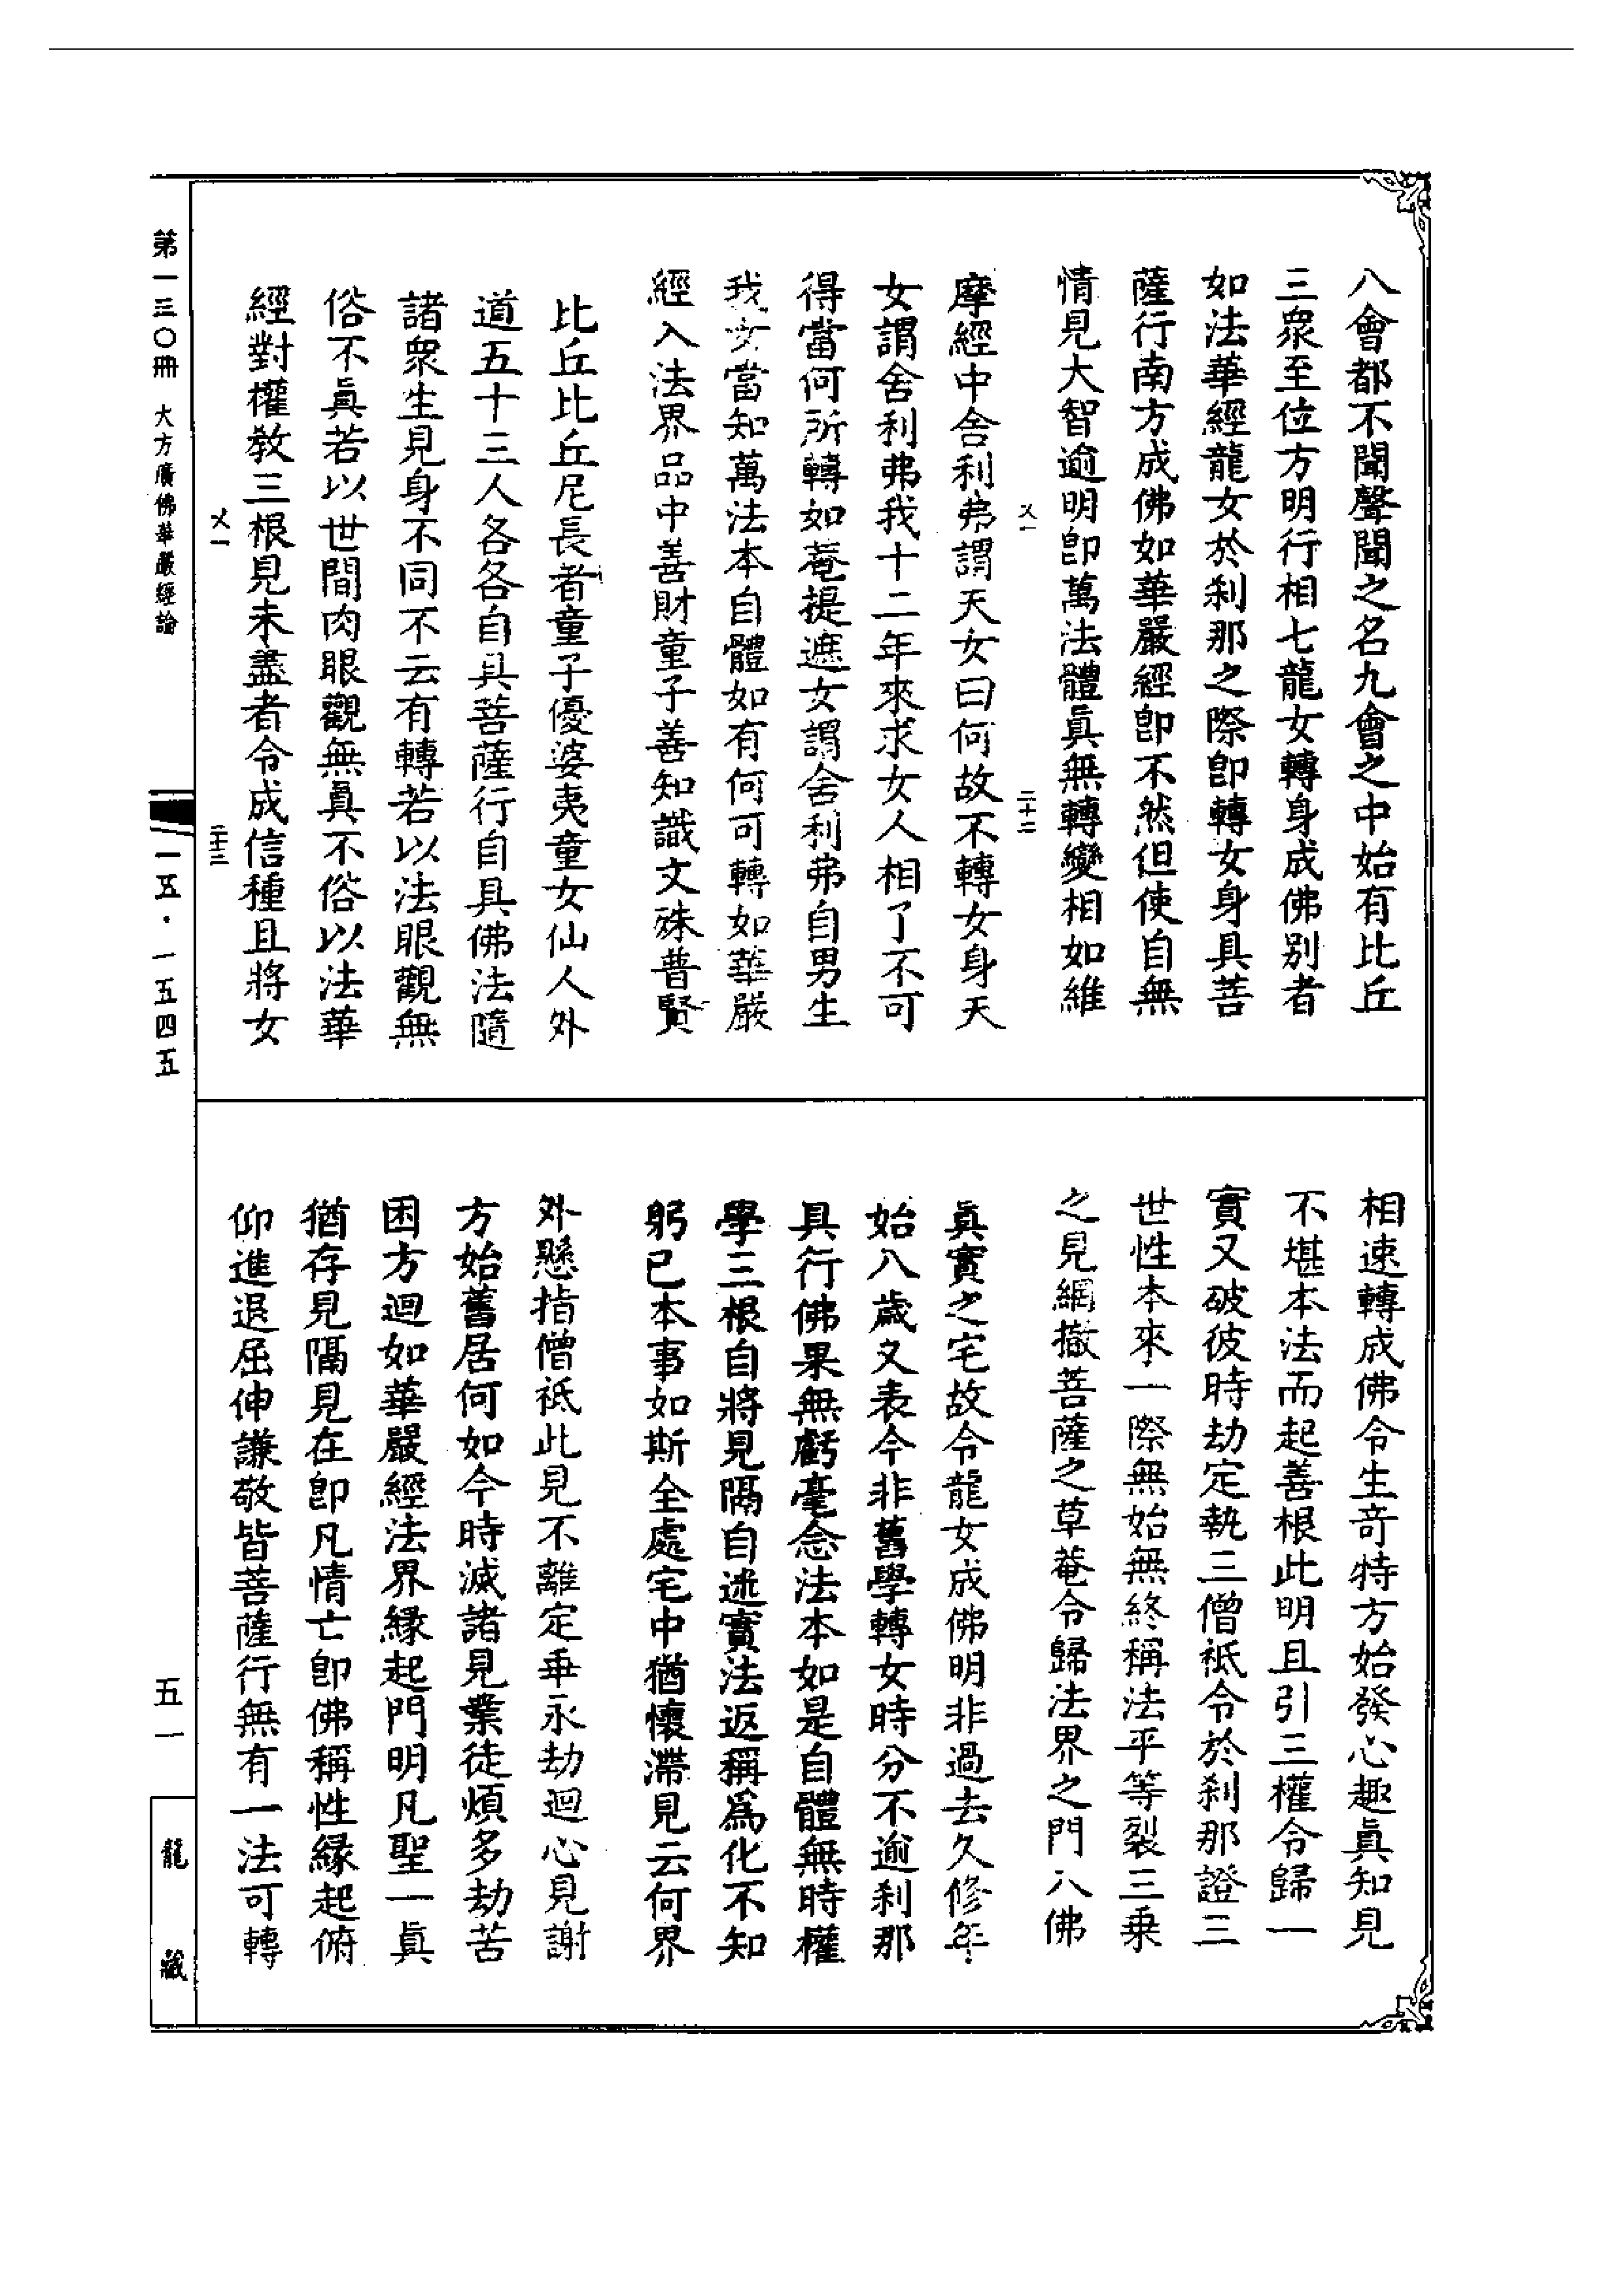 八會都不聞聲聞之名九會之中始有比丘
三衆至位方明行相七龍女轉身成佛别者
如法華經龍女於刹那之際卽轉女身具菩
薩行南方成佛如華嚴經卽不然但使自無
情見大智逾明卽萬法體眞無轉變相如維
㐅一 二十二
摩經中舍利弗謂天女曰何故不轉女身天
女謂舍利弗我十二年來求女人相了不可
得當何所轉如菴提遮女謂舍利弗自男生
我女當知萬法本自體如有何可轉如華嚴
經入法界品中善財童子善知識文殊普賢
比丘比丘尼長者童子優婆夷童女仙人外
道五十三人各各自具菩薩行自具佛法隨
諸衆生見身不同不云有轉若以法眼觀無
俗不眞若以世間肉眼觀無眞不俗以法華
經對權教三根見未盡者令成信種且將女
㐅一 二十三
相速轉成佛令生竒特方始發心趣眞知見
不堪本法而起善根此明且引三權令歸一
實又破彼時劫定執三僧祇令於刹那證三
世性本來一際無始無終稱法平等裂三乗
之見網撤菩薩之草菴令歸法界之門入佛
眞實之宅故令龍女成佛明非過去久修年
始八歲又表今非舊學轉女時分不逾刹那
具行佛果無虧毫念法本如是自體無時權
學三根自將見隔自迷實法返稱爲化不知
躬已本事如斯全處宅中猶懷滯見云何界
外懸指僧祇此見不離定乖永劫迴心見謝
方始舊居何如今時滅諸見業徒煩多劫苦
困方迴如華嚴經法界緣起門明凡聖一眞
猶存見隔見在卽凡情亡卽佛稱性緣起俯
仰進退屈伸謙敬皆菩薩行無有一法可轉
第一三〇冊 大方廣佛華嚴經論
一五·一五四五
五一
龍藏